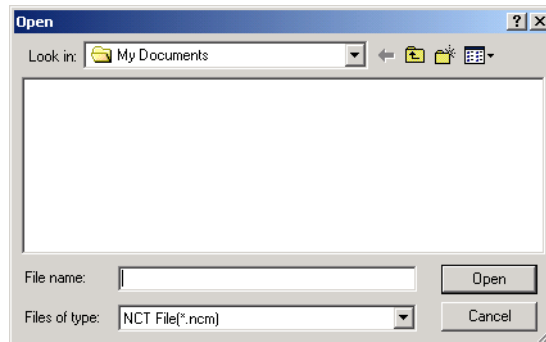 Open
Look in: My Documents
File name: Open
Files of type: NCT File(*.ncm) Cancel